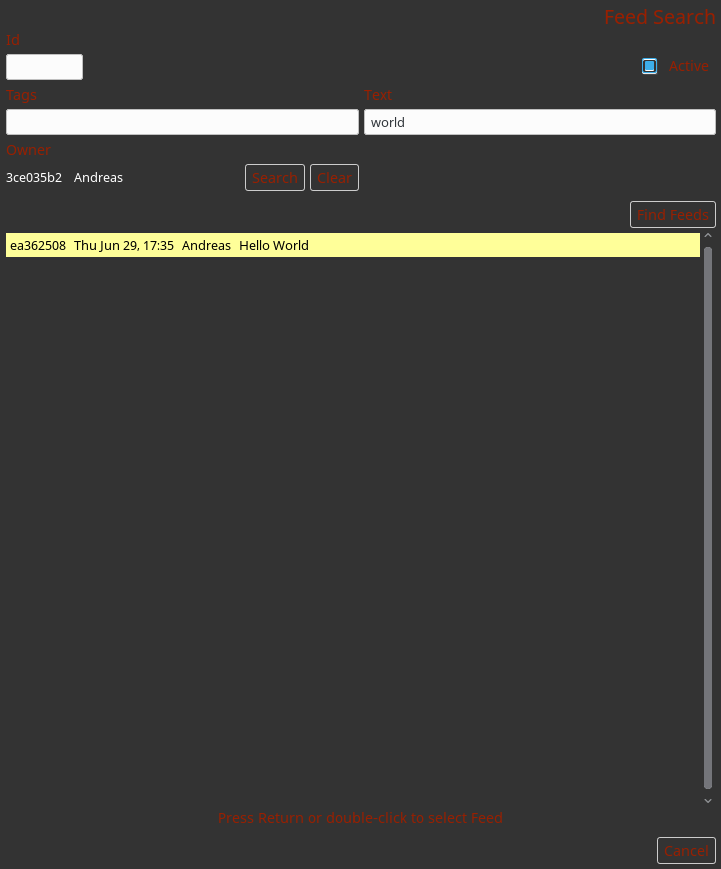 Feed Search
Id
Active
Tags Text
world
Owner
3ce035b2 Andreas Search Clear
Find Feeds
ea362508 Thu Jun 29, 17:35 Andreas Hello World
Press Return or double-click to select Feed
Cancel